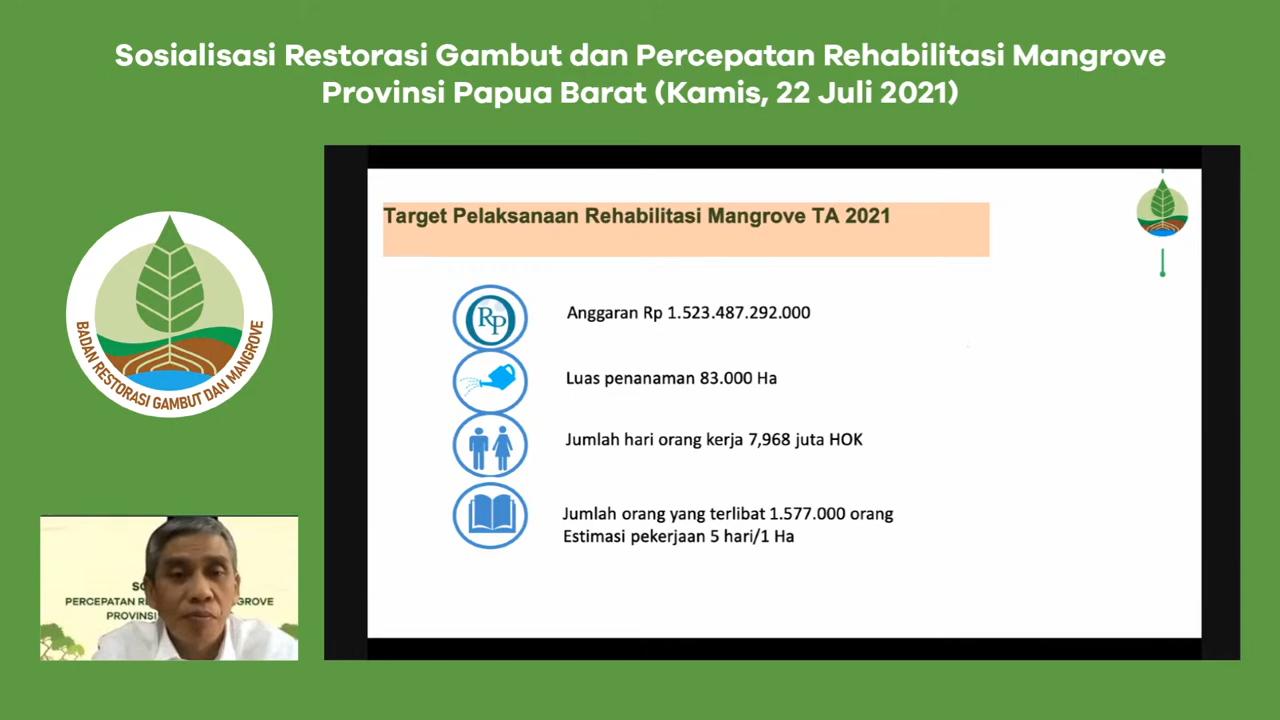 Sosialisasi Restorasi Gambut dan Percepatan Rehabilitasi Mangrove
Provinsi Papua Barat (Kamis, 22 Juli 2021)
BADAN RESTORASI GAMBUT DAN MANGROVE
Target Pelaksanaan Rehabilitasi Mangrove TA 2021
RP
Anggaran Rp 1.523.487.292.000
Luas penanaman 83.000 Ha
Jumlah hari orang kerja 7,968 juta HOK
Jumlah orang yang terlibat 1.577.000 orang
Estimasi pekerjaan 5 hari/1 Ha
PERCEPATAN
PROVINSI